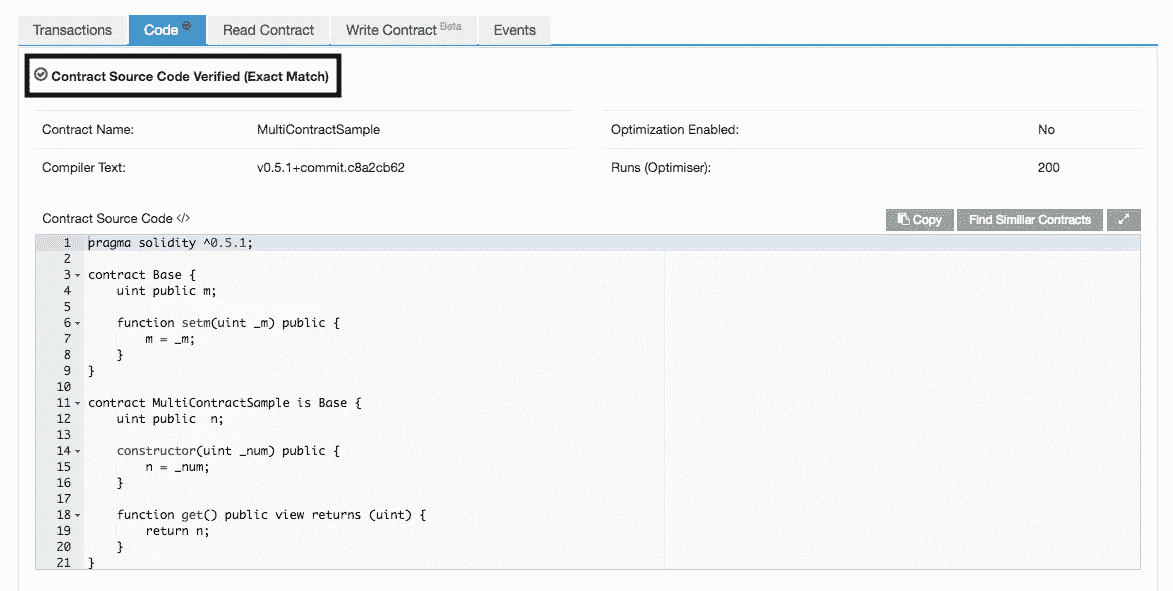 Transactions Code Read Contract Write Contract Beta Events
Contract Source Code Verified (Exact Match)
Contract Name: MultiContractSample Optimization Enabled: No
Compiler Text: v0.5.1+commit.c8a2cb62 Runs (Optimiser): 200
Contract Source Code </> Copy Find Similiar Contracts
1 pragma solidity ^0.5.1;
2
3 contract Base {
4     uint public m;
5
6     function setm(uint _m) public {
7         m = _m;
8     }
9 }
10
11 contract MultiContractSample is Base {
12     uint public  n;
13
14     constructor(uint _num) public {
15         n = _num;
16     }
17
18     function get() public view returns (uint) {
19         return n;
20     }
21 }